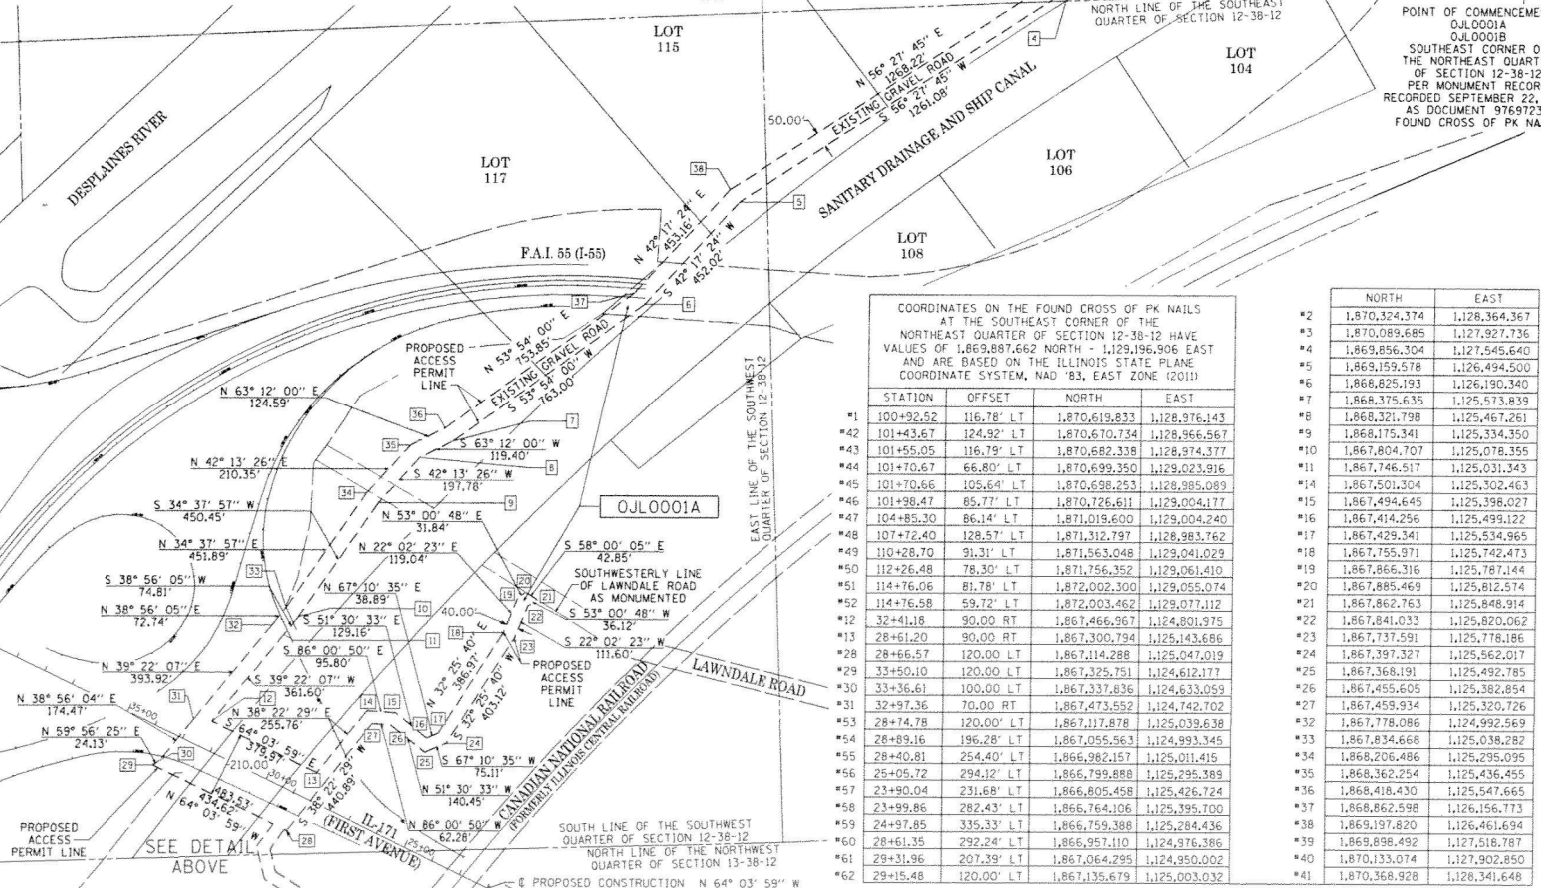 NORTH LINE OF THE SOUTHEAST
QUARTER OF SECTION 12-38-12
POINT OF COMMENCEME
OJL0001A
OJL0001B
SOUTHEAST CORNER O
THE NORTHEAST QUART
OF SECTION 12-38-12
PER MONUMENT RECOR
RECORDED SEPTEMBER 22,
AS DOCUMENT 9769723
FOUND CROSS OF PK NA
LOT
115
LOT
104
4
N 56° 27' 45" E
1268.22'
EXISTING GRAVEL ROAD
S 56° 27' 45" W
1261.08'
50.00'
SANITARY DRAINAGE AND SHIP CANAL
DESPLAINES RIVER
LOT
117
LOT
106
38
5
N 42° 17' 24" E
453.16'
S 42° 17' 24" W
452.02'
LOT
108
F.A.I. 55 (I-55)
37
6
PROPOSED
ACCESS
PERMIT
LINE
N 53° 54' 00" E
753.85'
EXISTING GRAVEL ROAD
S 53° 54' 00" W
763.00'
N 63° 12' 00" E
124.59'
36
7
35
S 63° 12' 00" W
119.40'
8
N 42° 13' 26" E
210.35'
S 42° 13' 26" W
197.78'
34
9
EAST LINE OF THE SOUTHWEST
QUARTER OF SECTION 12-38-12
S 34° 37' 57" W
450.45'
N 53° 00' 48" E
31.84'
OJL0001A
N 34° 37' 57" E
451.89'
N 22° 02' 23" E
119.04'
S 58° 00' 05" E
42.85'
33
S 38° 56' 05" W
74.81'
N 67° 10' 35" E
38.89'
20
SOUTHWESTERLY LINE
OF LAWNDALE ROAD
AS MONUMENTED
19
21
N 38° 56' 05" E
72.74'
10
40.00'
S 53° 00' 48" W
36.12'
32
S 51° 30' 33" E
129.16'
11
22
18
23
S 22° 02' 23" W
111.60'
S 86° 00' 50" E
95.80'
N 32° 25' 40" E
386.97'
S 32° 25' 40" W
403.12'
PROPOSED
ACCESS
PERMIT
LINE
LAWNDALE ROAD
N 39° 22' 07" E
393.92'
S 39° 22' 07" W
361.60'
N 38° 56' 04" E
174.47'
31
12
14
15
16
17
N 38° 22' 29" E
255.76'
35+00
N 59° 56' 25" E
24.13'
S 64° 03' 59" E
379.97'
27
26
24
25
S 67° 10' 35" W
75.11'
29
30
210.00
30+00
13
N 51° 30' 33" W
140.45'
S 38° 22' 29" W
440.89'
483.53'
434.62'
N 64° 03' 59" W
CANADIAN NATIONAL RAILROAD
(FORMERLY ILLINOIS CENTRAL RAILROAD)
IL-171
(FIRST AVENUE)
25+00
N 86° 00' 50" W
62.28'
PROPOSED
ACCESS
PERMIT LINE
SEE DETAIL
ABOVE
28
SOUTH LINE OF THE SOUTHWEST
QUARTER OF SECTION 12-38-12
NORTH LINE OF THE NORTHWEST
QUARTER OF SECTION 13-38-12
℄ PROPOSED CONSTRUCTION N 64° 03' 59" W
COORDINATES ON THE FOUND CROSS OF PK NAILS
AT THE SOUTHEAST CORNER OF THE
NORTHEAST QUARTER OF SECTION 12-38-12 HAVE
VALUES OF 1,869,887.662 NORTH - 1,129,196.906 EAST
AND ARE BASED ON THE ILLINOIS STATE PLANE
COORDINATE SYSTEM, NAD '83, EAST ZONE (2011)
STATION OFFSET NORTH EAST
#1 100+92.52 116.78' LT 1,870,619.833 1,128,976.143
#42 101+43.67 124.92' LT 1,870,670.734 1,128,966.567
#43 101+55.05 116.79' LT 1,870,682.338 1,128,974.377
#44 101+70.67 66.80' LT 1,870,699.350 1,129,023.916
#45 101+70.66 105.64' LT 1,870,698.253 1,128,985.089
#46 101+98.47 85.77' LT 1,870,726.611 1,129,004.177
#47 104+85.30 86.14' LT 1,871,019.600 1,129,004.240
#48 107+72.40 128.57' LT 1,871,312.797 1,128,983.762
#49 110+28.70 91.31' LT 1,871,563.048 1,129,041.029
#50 112+26.48 78.30' LT 1,871,756.352 1,129,061.410
#51 114+76.06 81.78' LT 1,872,002.300 1,129,055.074
#52 114+76.58 59.72' LT 1,872,003.462 1,129,077.112
#12 32+41.18 90.00 RT 1,867,466.967 1,124,801.975
#13 28+61.20 90.00 RT 1,867,300.794 1,125,143.686
#28 28+66.57 120.00 LT 1,867,114.288 1,125,047.019
#29 33+50.10 120.00 LT 1,867,325.751 1,124,612.177
#30 33+36.61 100.00 LT 1,867,337.836 1,124,633.059
#31 32+97.36 70.00 RT 1,867,473.552 1,124,742.702
#53 28+74.78 120.00' LT 1,867,117.878 1,125,039.638
#54 28+89.16 196.28' LT 1,867,055.563 1,124,993.345
#55 28+40.81 254.40' LT 1,866,982.157 1,125,011.415
#56 25+05.72 294.12' LT 1,866,799.888 1,125,295.389
#57 23+90.04 231.68' LT 1,866,805.458 1,125,426.724
#58 23+99.86 282.43' LT 1,866,764.106 1,125,395.700
#59 24+97.85 335.33' LT 1,866,759.388 1,125,284.436
#60 28+61.35 292.24' LT 1,866,957.110 1,124,976.386
#61 29+31.96 207.39' LT 1,867,064.295 1,124,950.002
#62 29+15.48 120.00' LT 1,867,135.679 1,125,003.032
NORTH EAST
#2 1,870,324.374 1,128,364.367
#3 1,870,089.685 1,127,927.736
#4 1,869,856.304 1,127,545.640
#5 1,869,159.578 1,126,494.500
#6 1,868,825.193 1,126,190.340
#7 1,868,375.635 1,125,573.839
#8 1,868,321.798 1,125,467.261
#9 1,868,175.341 1,125,334.350
#10 1,867,804.707 1,125,078.355
#11 1,867,746.517 1,125,031.343
#14 1,867,501.304 1,125,302.463
#15 1,867,494.645 1,125,398.027
#16 1,867,414.256 1,125,499.122
#17 1,867,429.341 1,125,534.965
#18 1,867,755.971 1,125,742.473
#19 1,867,866.316 1,125,787.144
#20 1,867,885.469 1,125,812.574
#21 1,867,862.763 1,125,848.914
#22 1,867,841.033 1,125,820.062
#23 1,867,737.591 1,125,778.186
#24 1,867,397.327 1,125,562.017
#25 1,867,368.191 1,125,492.785
#26 1,867,455.605 1,125,382.854
#27 1,867,459.934 1,125,320.726
#32 1,867,778.086 1,124,992.569
#33 1,867,834.668 1,125,038.282
#34 1,868,206.486 1,125,295.095
#35 1,868,362.254 1,125,436.455
#36 1,868,418.430 1,125,547.665
#37 1,868,862.598 1,126,156.773
#38 1,869,197.820 1,126,461.694
#39 1,869,898.492 1,127,518.787
#40 1,870,133.074 1,127,902.850
#41 1,870,368.928 1,128,341.648